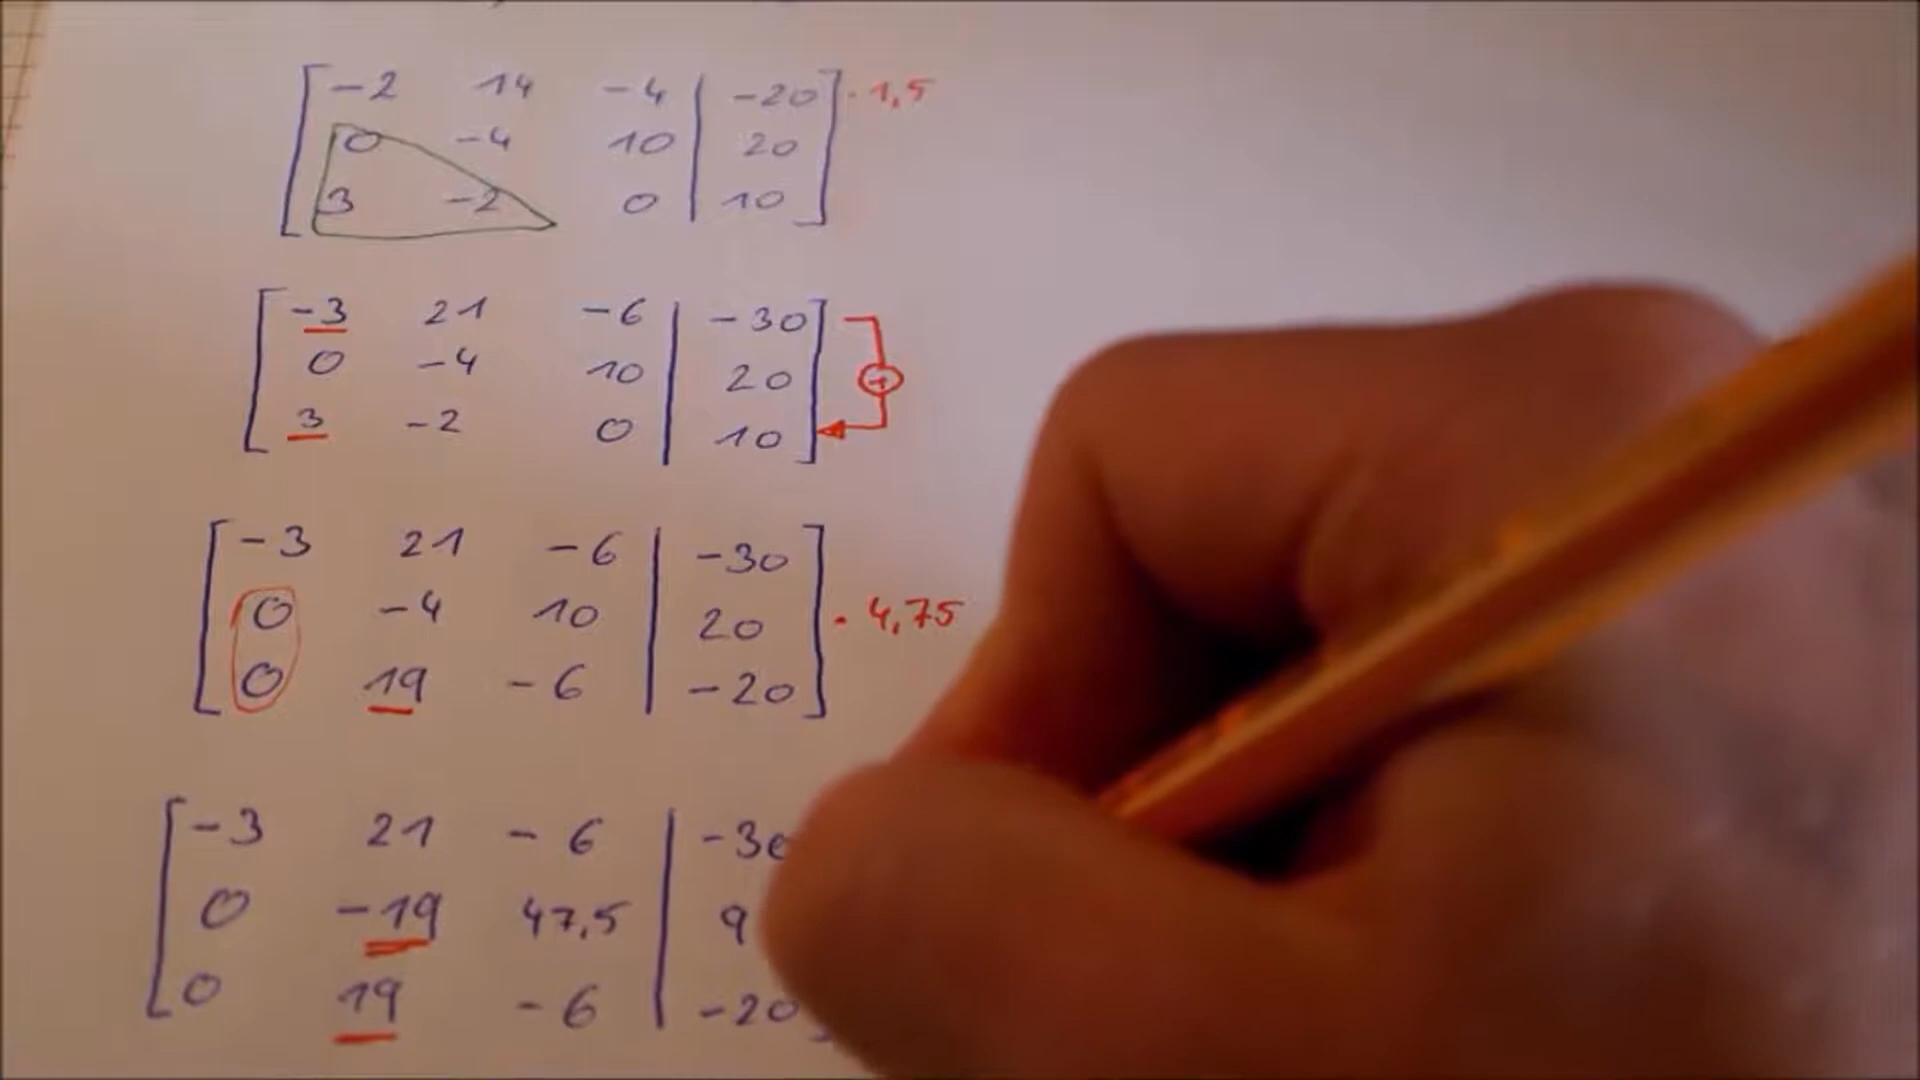 -2 14 -4 | -20 · 1,5
0 -4 10 | 20
3 -2 0 | 10
-3 21 -6 | -30
0 -4 10 | 20 +
3 -2 0 | 10
-3 21 -6 | -30
0 -4 10 | 20 · 4,75
0 19 -6 | -20
-3 21 -6 | -30
0 -19 47,5 | 9
0 19 -6 | -20